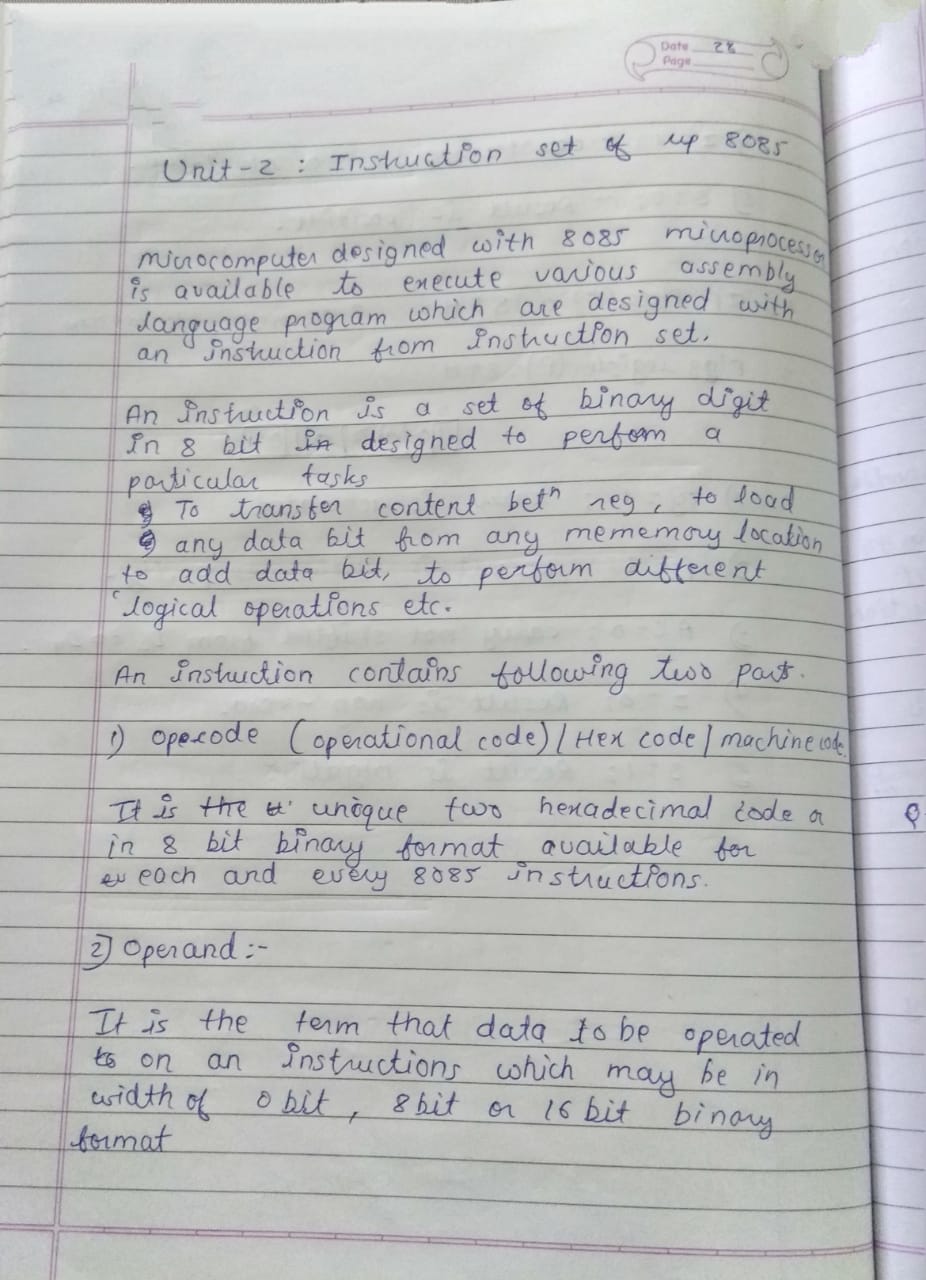 Date 28
Page
Unit-2 : Instruction set of μp 8085
microcomputer designed with 8085 microprocessor
is available to execute various assembly
language program which are designed with
an instruction from instruction set.
An instruction is a set of binary digit
in 8 bit in designed to perform a
particular tasks
To transfer content betn reg, to load
any data bit from any mememory location
to add data bit, to perform different
logical operations etc.
An instruction contains following two part.
1) opecode (operational code) / Hex code / machine code.
It is the unique two hexadecimal code or
in 8 bit binary format available for
each and every 8085 instructions.
2) Operand :-
It is the term that data to be operated
on an instructions which may be in
width of 0 bit, 8 bit or 16 bit binary
format